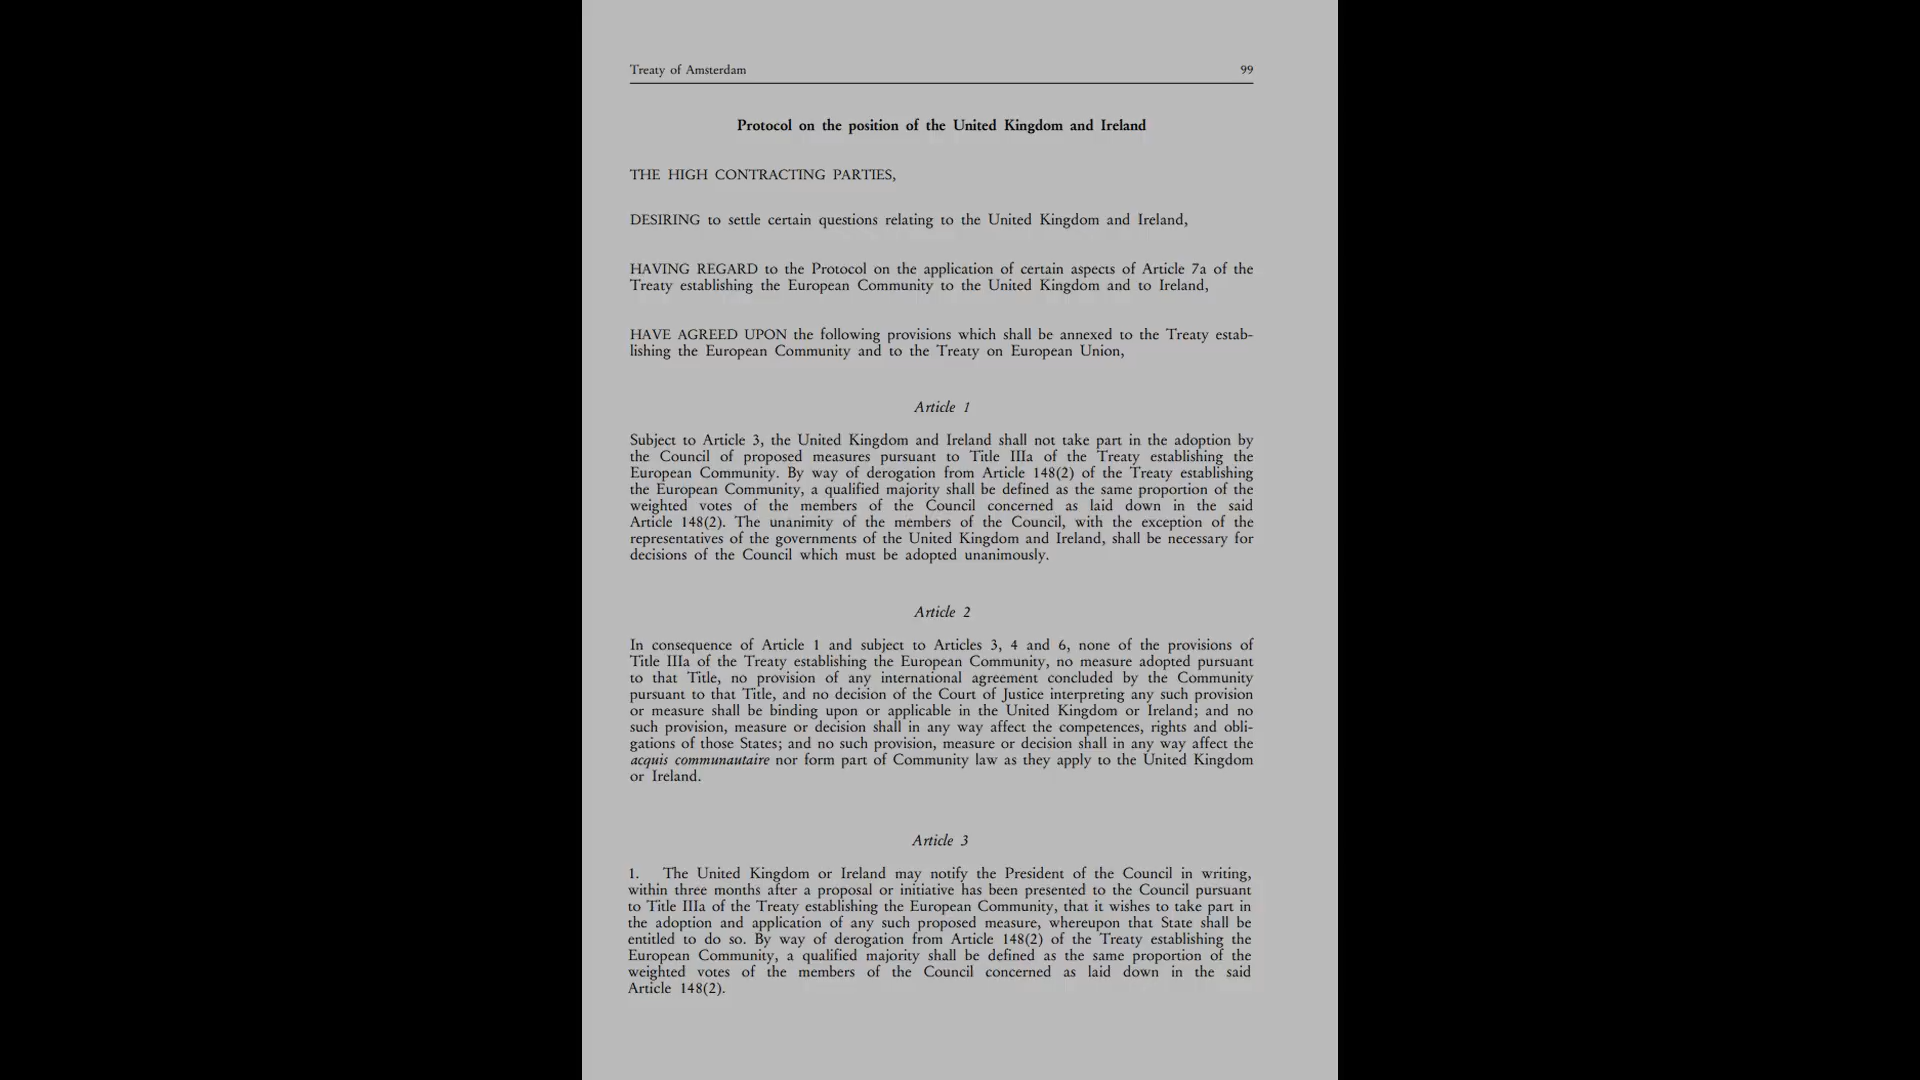 Treaty of Amsterdam 99
Protocol on the position of the United Kingdom and Ireland
THE HIGH CONTRACTING PARTIES,
DESIRING to settle certain questions relating to the United Kingdom and Ireland,
HAVING REGARD to the Protocol on the application of certain aspects of Article 7a of the
Treaty establishing the European Community to the United Kingdom and to Ireland,
HAVE AGREED UPON the following provisions which shall be annexed to the Treaty estab-
lishing the European Community and to the Treaty on European Union,
Article 1
Subject to Article 3, the United Kingdom and Ireland shall not take part in the adoption by
the Council of proposed measures pursuant to Title IIIa of the Treaty establishing the
European Community. By way of derogation from Article 148(2) of the Treaty establishing
the European Community, a qualified majority shall be defined as the same proportion of the
weighted votes of the members of the Council concerned as laid down in the said
Article 148(2). The unanimity of the members of the Council, with the exception of the
representatives of the governments of the United Kingdom and Ireland, shall be necessary for
decisions of the Council which must be adopted unanimously.
Article 2
In consequence of Article 1 and subject to Articles 3, 4 and 6, none of the provisions of
Title IIIa of the Treaty establishing the European Community, no measure adopted pursuant
to that Title, no provision of any international agreement concluded by the Community
pursuant to that Title, and no decision of the Court of Justice interpreting any such provision
or measure shall be binding upon or applicable in the United Kingdom or Ireland; and no
such provision, measure or decision shall in any way affect the competences, rights and obli-
gations of those States; and no such provision, measure or decision shall in any way affect the
acquis communautaire nor form part of Community law as they apply to the United Kingdom
or Ireland.
Article 3
1. The United Kingdom or Ireland may notify the President of the Council in writing,
within three months after a proposal or initiative has been presented to the Council pursuant
to Title IIIa of the Treaty establishing the European Community, that it wishes to take part in
the adoption and application of any such proposed measure, whereupon that State shall be
entitled to do so. By way of derogation from Article 148(2) of the Treaty establishing the
European Community, a qualified majority shall be defined as the same proportion of the
weighted votes of the members of the Council concerned as laid down in the said
Article 148(2).